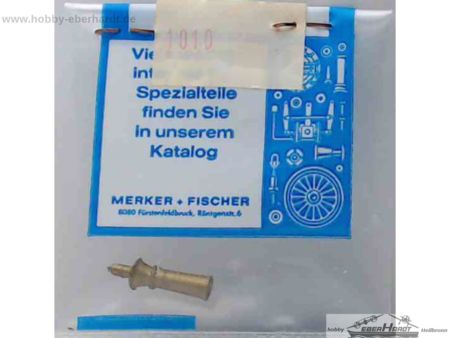 www.hobby-eberhardt.de
1010
Vie
int
Spezialteile
finden Sie
in unserem
Katalog
MERKER + FISCHER
8080 Fürstenfeldbruck, Röntgenstr. 6
hobby EBERHARDT Heilbronn